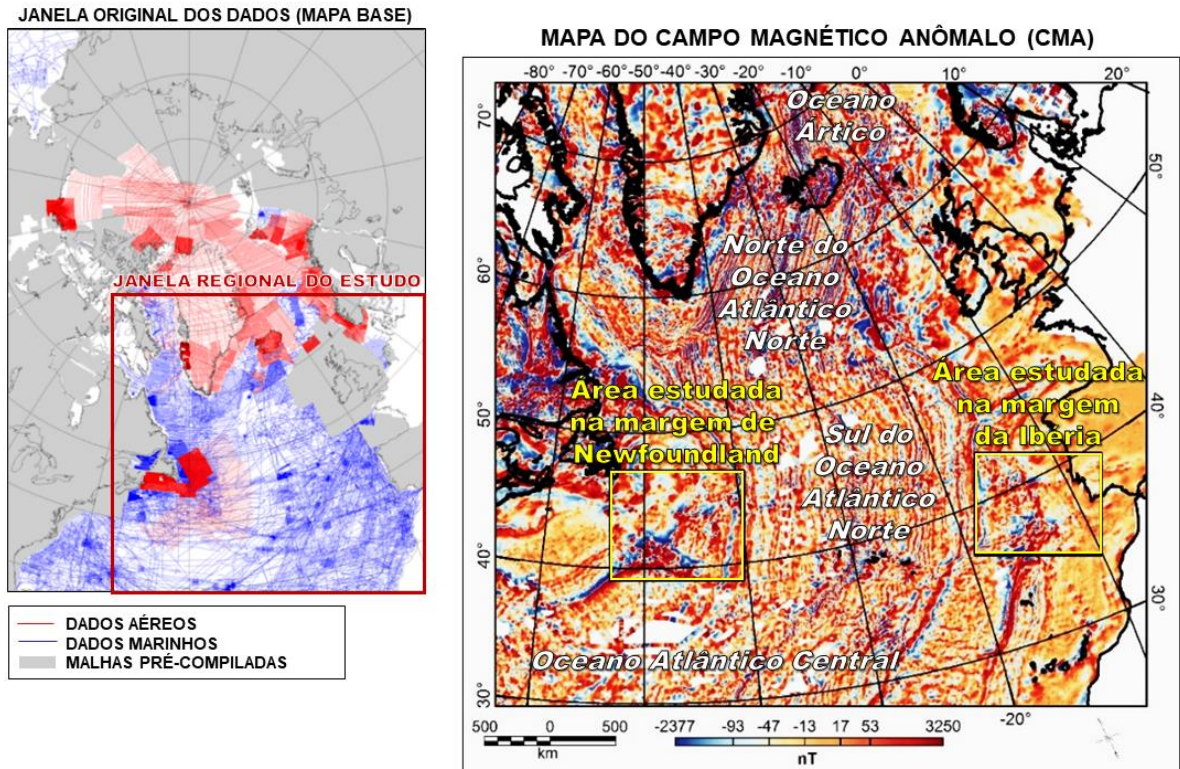 JANELA ORIGINAL DOS DADOS (MAPA BASE)
JANELA REGIONAL DO ESTUDO
DADOS AÉREOS
DADOS MARINHOS
MALHAS PRÉ-COMPILADAS
MAPA DO CAMPO MAGNÉTICO ANÔMALO (CMA)
-80° -70° -60° -50° -40° -30° -20° -10° 0° 10° 20°
70°
60°
50°
40°
30°
50°
40°
30°
-20°
Oceano
Ártico
Norte do
Oceano
Atlântico
Norte
Área estudada
na margem de
Newfoundland
Área estudada
na margem
da Iberia
Sul do
Oceano
Atlântico
Norte
Oceano Atlântico Central
500 0 500
km
-2377 -93 -47 -13 17 53 3250
nT